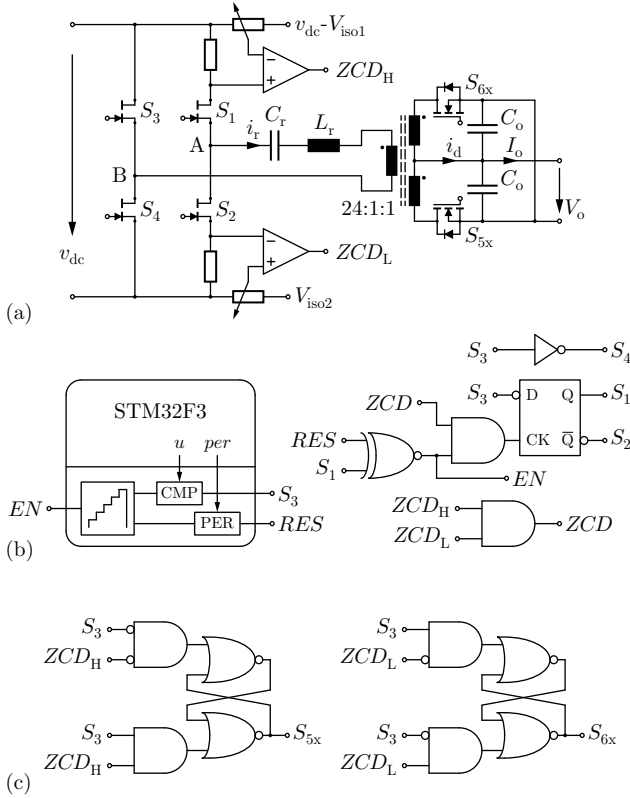 v_dc-V_iso1
ZCD_H
S_6x
S_3 S_1 C_r L_r C_o
A i_r i_d I_o
B
S_4 S_2 24:1:1 C_o V_o
S_5x
v_dc ZCD_L
V_iso2
(a)
− +
− +
STM32F3
u per
EN CMP S_3
PER RES
(b)
S_3 S_4
ZCD S_3 D Q S_1
RES CK Q̅ S_2
S_1
EN
ZCD_H
ZCD
ZCD_L
S_3
ZCD_H
S_3 S_5x
ZCD_H
S_3
ZCD_L
S_3 S_6x
ZCD_L
(c)